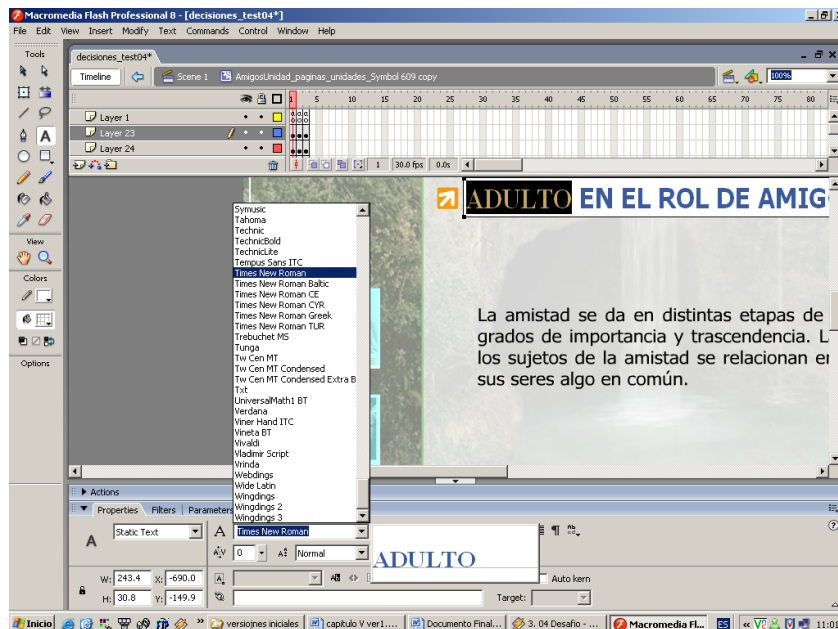 Macromedia Flash Professional 8 - [decisiones_test04*]
File Edit View Insert Modify Text Commands Control Window Help
Tools
decisiones_test04*
Timeline Scene 1 AmigosUnidad_paginas_unidades_Symbol 609 copy 100%
1 5 10 15 20 25 30 35 40 45 50 55 60 65 70 75 80
Layer 1
Layer 23
Layer 24
1 30.0 fps 0.0s
View
Colors
Options
ADULTO EN EL ROL DE AMIG
La amistad se da en distintas etapas de
grados de importancia y trascendencia. L
los sujetos de la amistad se relacionan en
sus seres algo en común.
Symusic
Tahoma
Technic
TechnicBold
TechnicLite
Tempus Sans ITC
Times New Roman
Times New Roman Baltic
Times New Roman CE
Times New Roman CYR
Times New Roman Greek
Times New Roman TUR
Trebuchet MS
Tunga
Tw Cen MT
Tw Cen MT Condensed
Tw Cen MT Condensed Extra B
Txt
UniversalMath1 BT
Verdana
Viner Hand ITC
Vineta BT
Vivaldi
Vladimir Script
Vrinda
Webdings
Wide Latin
Wingdings
Wingdings 2
Wingdings 3
Actions
Properties Filters Parameters
A Static Text A Times New Roman
A|V 0 Normal
ADULTO
W: 243.4 X: -690.0
Auto kern
H: 30.8 Y: -149.9
Target:
Inicio versiojnes iniciales capitulo V ver1.... Documento Final... 3. 04 Desafio - ... Macromedia Fl... ES